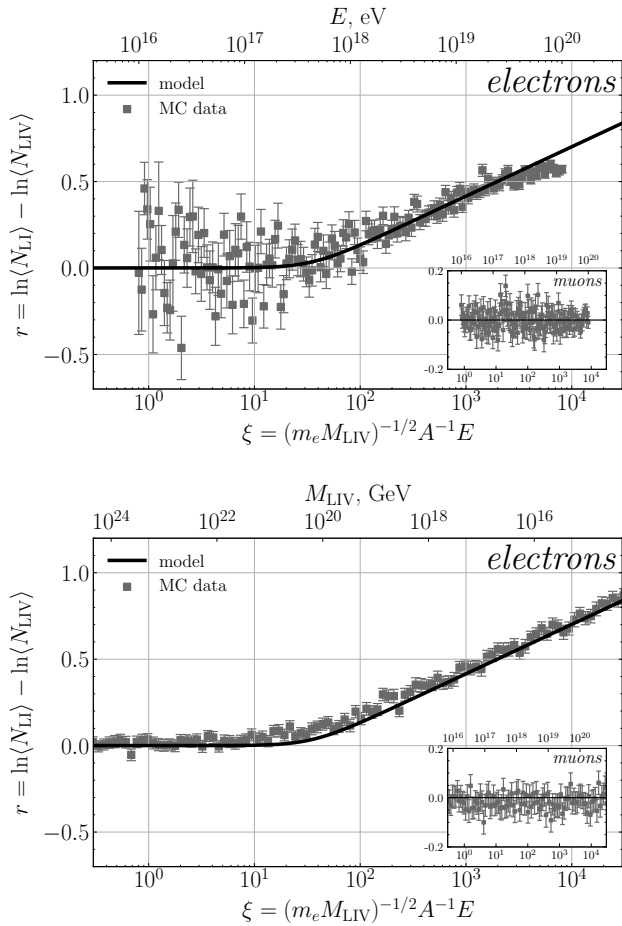 E, eV
10^16 10^17 10^18 10^19 10^20
electrons
model
MC data
1.0
0.5
0.0
−0.5
r = ln⟨N_LI⟩ − ln⟨N_LIV⟩
10^16 10^17 10^18 10^19 10^20
muons
0.2
0.0
-0.2
10^0 10^1 10^2 10^3 10^4
10^0 10^1 10^2 10^3 10^4
ξ = (m_e M_LIV)^−1/2 A^−1 E
M_LIV, GeV
10^24 10^22 10^20 10^18 10^16
electrons
model
MC data
1.0
0.5
0.0
−0.5
r = ln⟨N_LI⟩ − ln⟨N_LIV⟩
10^16 10^17 10^18 10^19 10^20
muons
0.2
0.0
-0.2
10^0 10^1 10^2 10^3 10^4
10^0 10^1 10^2 10^3 10^4
ξ = (m_e M_LIV)^−1/2 A^−1 E